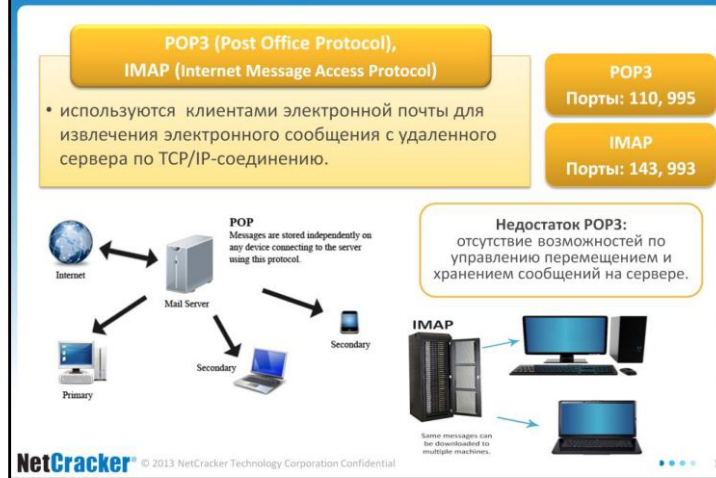 POP3 (Post Office Protocol),
IMAP (Internet Message Access Protocol)
• используются клиентами электронной почты для
извлечения электронного сообщения с удаленного
сервера по TCP/IP-соединению.
POP3
Порты: 110, 995
IMAP
Порты: 143, 993
POP
Messages are stored independently on
any device connecting to the server
using this protocol.
Internet
Mail Server
Primary
Secondary
Secondary
Недостаток POP3:
отсутствие возможностей по
управлению перемещением и
хранением сообщений на сервере.
IMAP
Same messages can
be downloaded to
multiple machines.
NetCracker® © 2013 NetCracker Technology Corporation Confidential